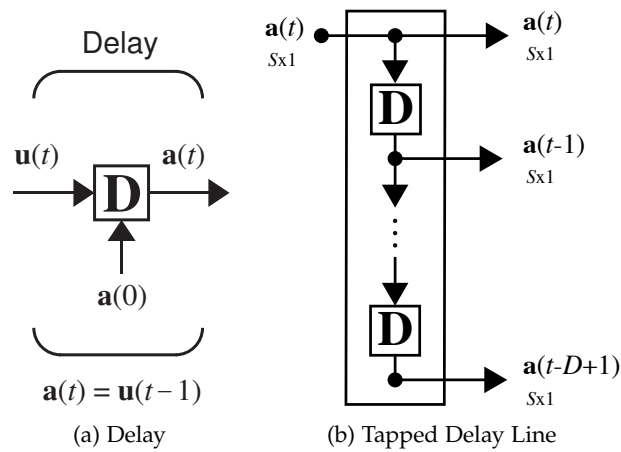 Delay
u(t)
a(t)
D
a(0)
a(t) = u(t−1)
(a) Delay
a(t)
Sx1
a(t)
Sx1
D
a(t-1)
Sx1
D
a(t-D+1)
Sx1
(b) Tapped Delay Line